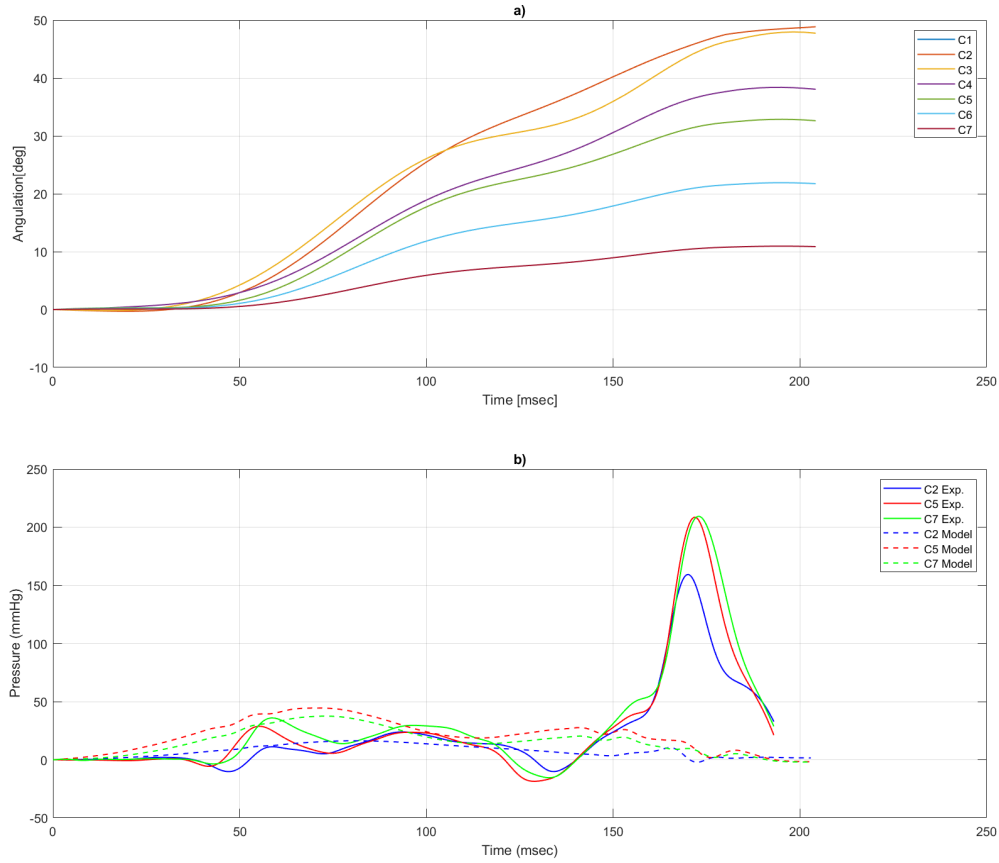 a)
50
40
30
20
10
0
-10
Angulation[deg]
0
50
100
150
200
250
Time [msec]
C1
C2
C3
C4
C5
C6
C7
b)
250
200
150
100
50
0
-50
Pressure (mmHg)
0
50
100
150
200
250
Time (msec)
C2 Exp.
C5 Exp.
C7 Exp.
C2 Model
C5 Model
C7 Model